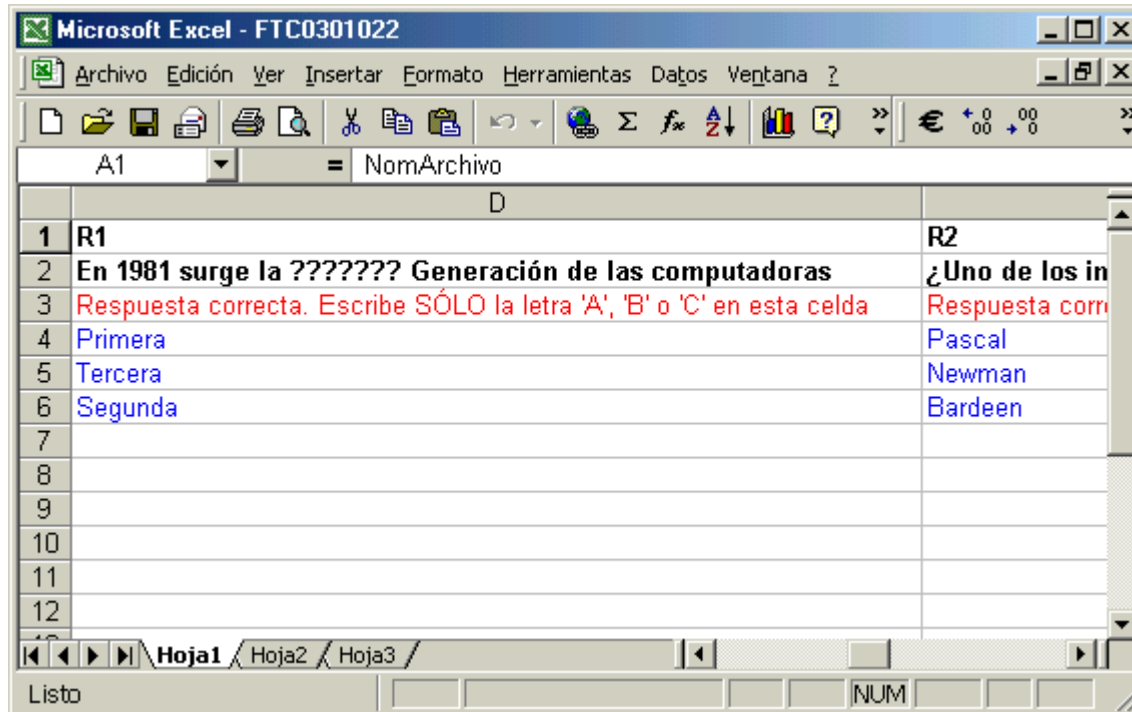 Microsoft Excel - FTC0301022
Archivo Edición Ver Insertar Formato Herramientas Datos Ventana ?
A1 = NomArchivo
D
1 R1 R2
2 En 1981 surge la ??????? Generación de las computadoras ¿Uno de los in
3 Respuesta correcta. Escribe SÓLO la letra 'A', 'B' o 'C' en esta celda Respuesta corre
4 Primera Pascal
5 Tercera Newman
6 Segunda Bardeen
7
8
9
10
11
12
Hoja1 Hoja2 Hoja3
Listo NUM